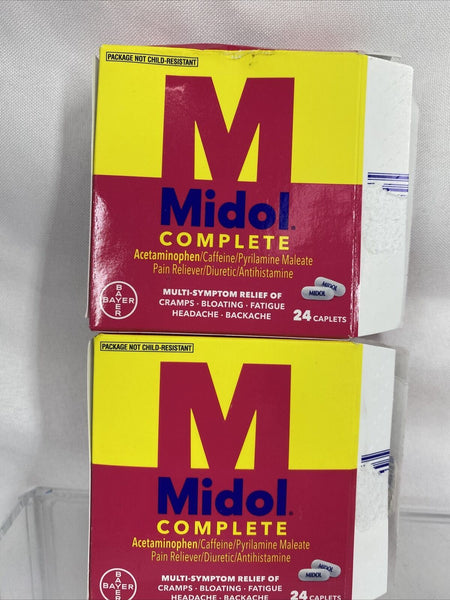 PACKAGE NOT CHILD-RESISTANT
M
Midol®
COMPLETE
Acetaminophen/Caffeine/Pyrilamine Maleate
Pain Reliever/Diuretic/Antihistamine
MIDOL
MIDOL
BAYER
BAYER
MULTI-SYMPTOM RELIEF OF
CRAMPS · BLOATING · FATIGUE
HEADACHE · BACKACHE
24 CAPLETS
PACKAGE NOT CHILD-RESISTANT
M
Midol®
COMPLETE
Acetaminophen/Caffeine/Pyrilamine Maleate
Pain Reliever/Diuretic/Antihistamine
MIDOL
MIDOL
BAYER
BAYER
MULTI-SYMPTOM RELIEF OF
CRAMPS · BLOATING · FATIGUE
HEADACHE · BACKACHE
24 CAPLETS